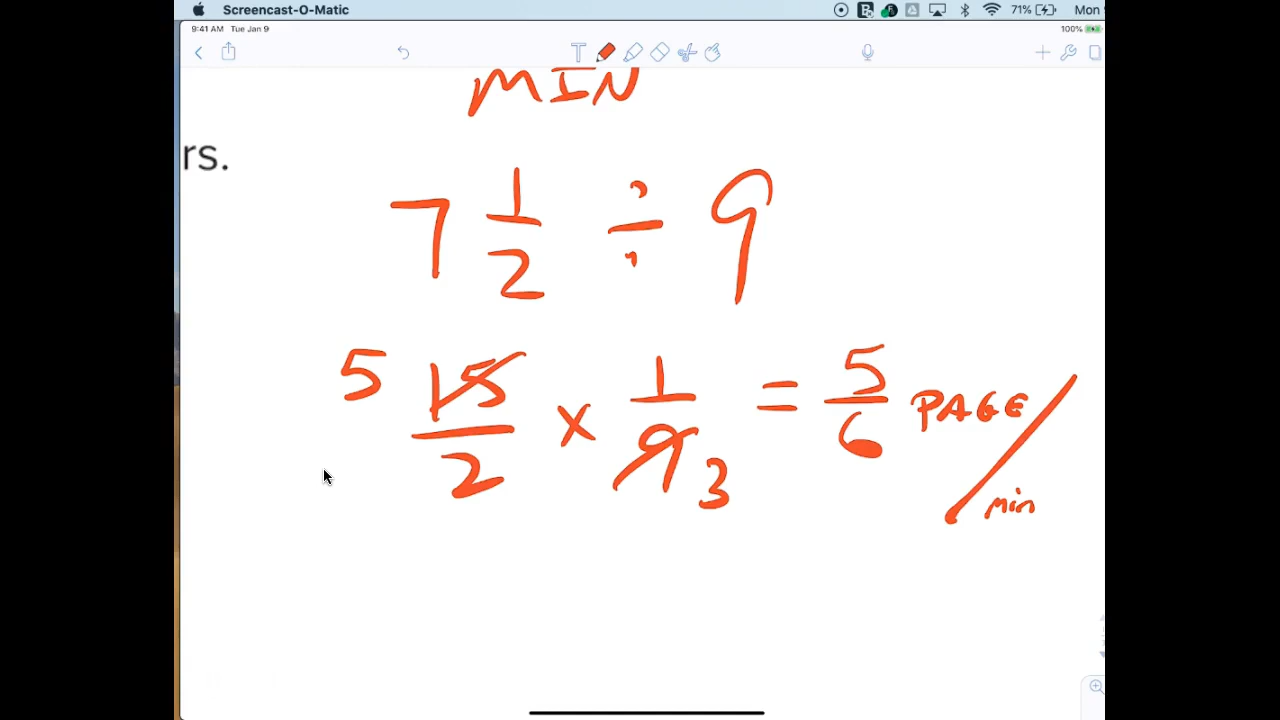 Screencast-O-Matic 71% Mon
9:41 AM Tue Jan 9 100%
T
MIN
rs.
7 1/2 ÷ 9
5 15/2 × 1/9 3 = 5/6 PAGE/min